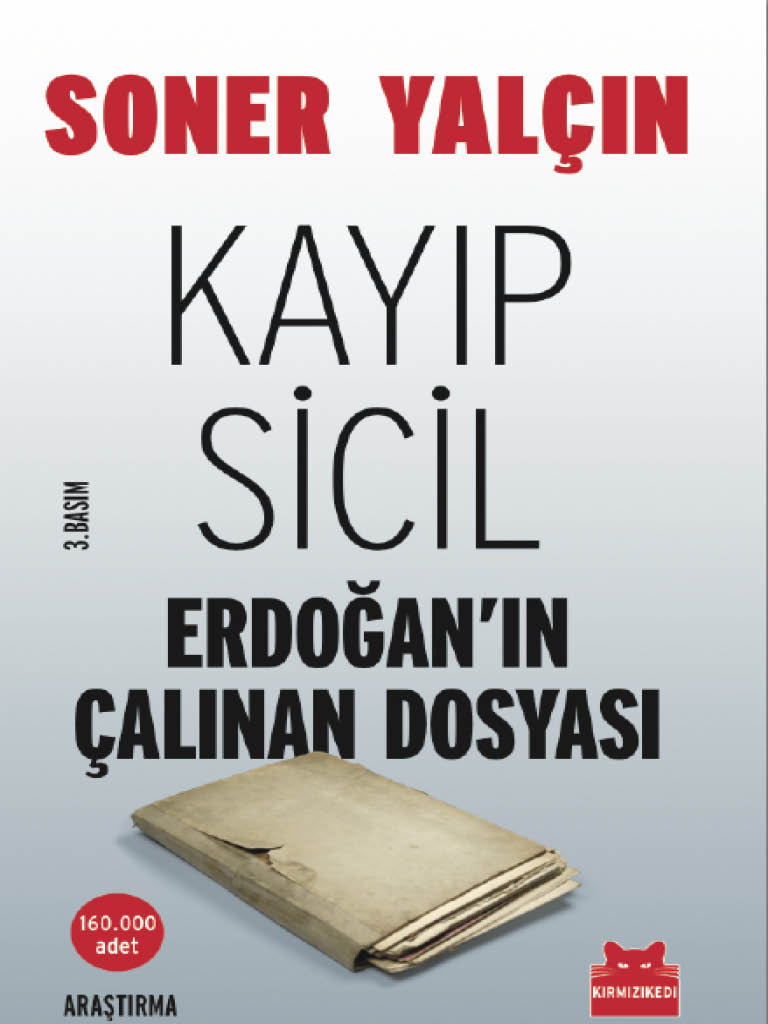 SONER YALÇIN
KAYIP
SİCİL
3.BASIM
ERDOĞAN'IN
ÇALINAN DOSYASI
160.000
adet
ARAŞTIRMA
KIRMIZIKEDİ